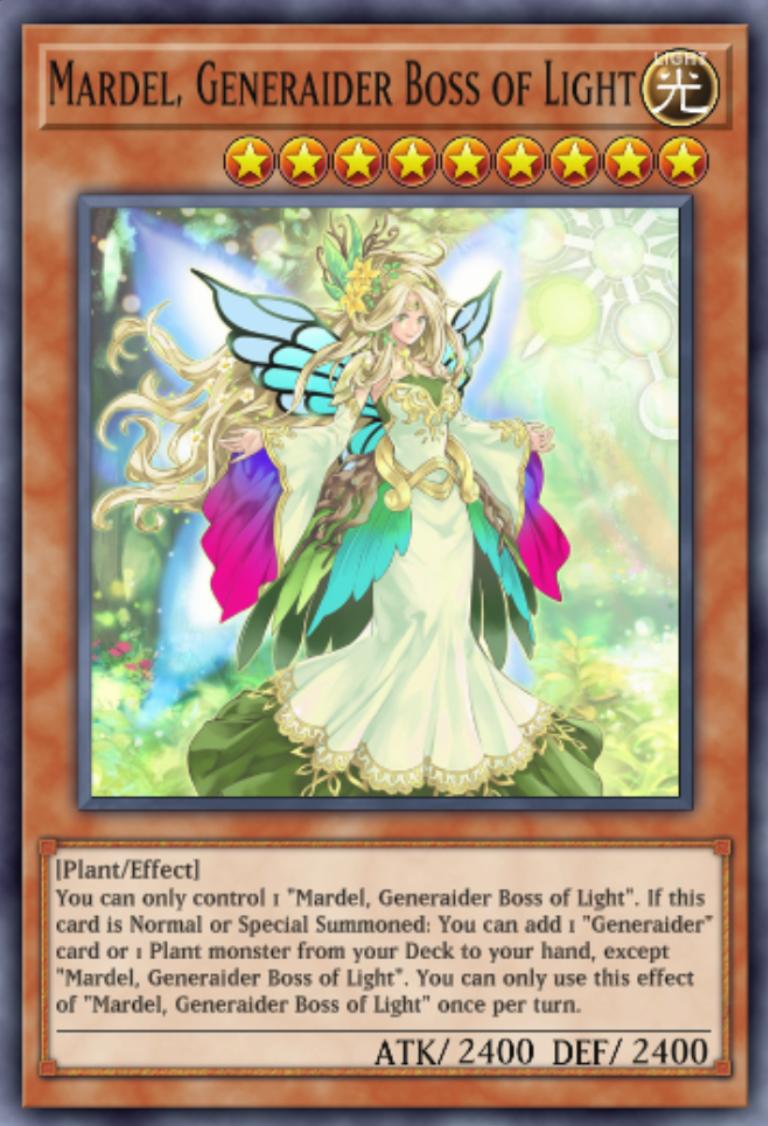 Mardel, Generaider Boss of Light
LIGHT
光
[Plant/Effect]
You can only control 1 "Mardel, Generaider Boss of Light". If this
card is Normal or Special Summoned: You can add 1 "Generaider"
card or 1 Plant monster from your Deck to your hand, except
"Mardel, Generaider Boss of Light". You can only use this effect
of "Mardel, Generaider Boss of Light" once per turn.
ATK/ 2400 DEF/ 2400